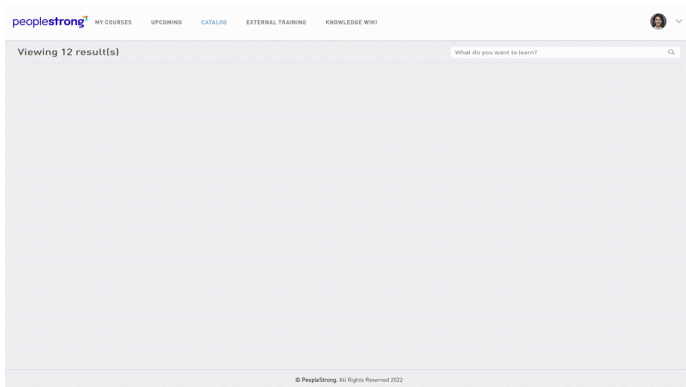 peoplestrong MY COURSES UPCOMING CATALOG EXTERNAL TRAINING KNOWLEDGE WIKI
Viewing 12 result(s) What do you want to learn?
© PeopleStrong. All Rights Reserved 2022